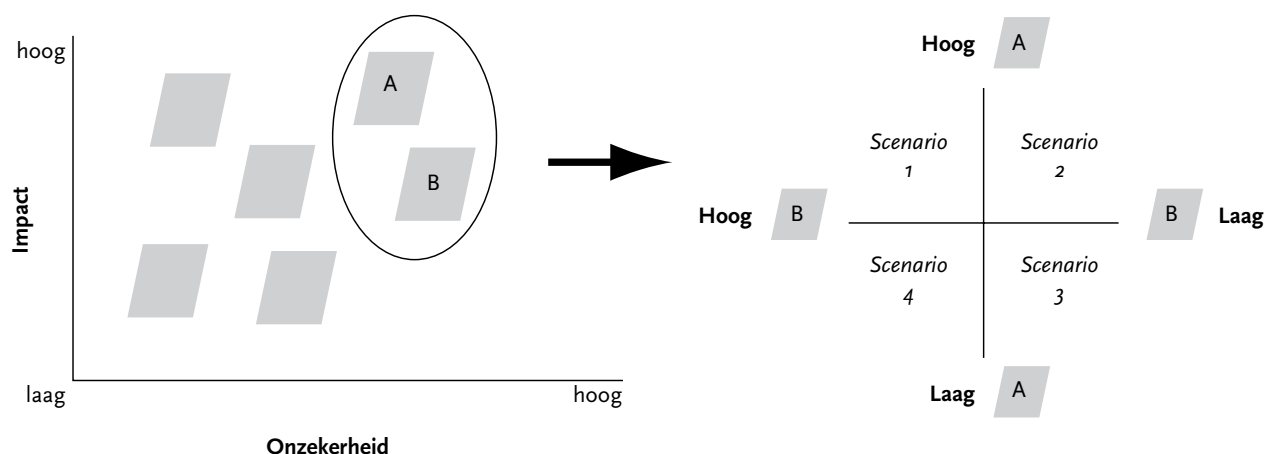 hoog
A
B
Impact
laag
hoog
Onzekerheid
Hoog A
Scenario
1
Scenario
2
Hoog B
B Laag
Scenario
4
Scenario
3
Laag A